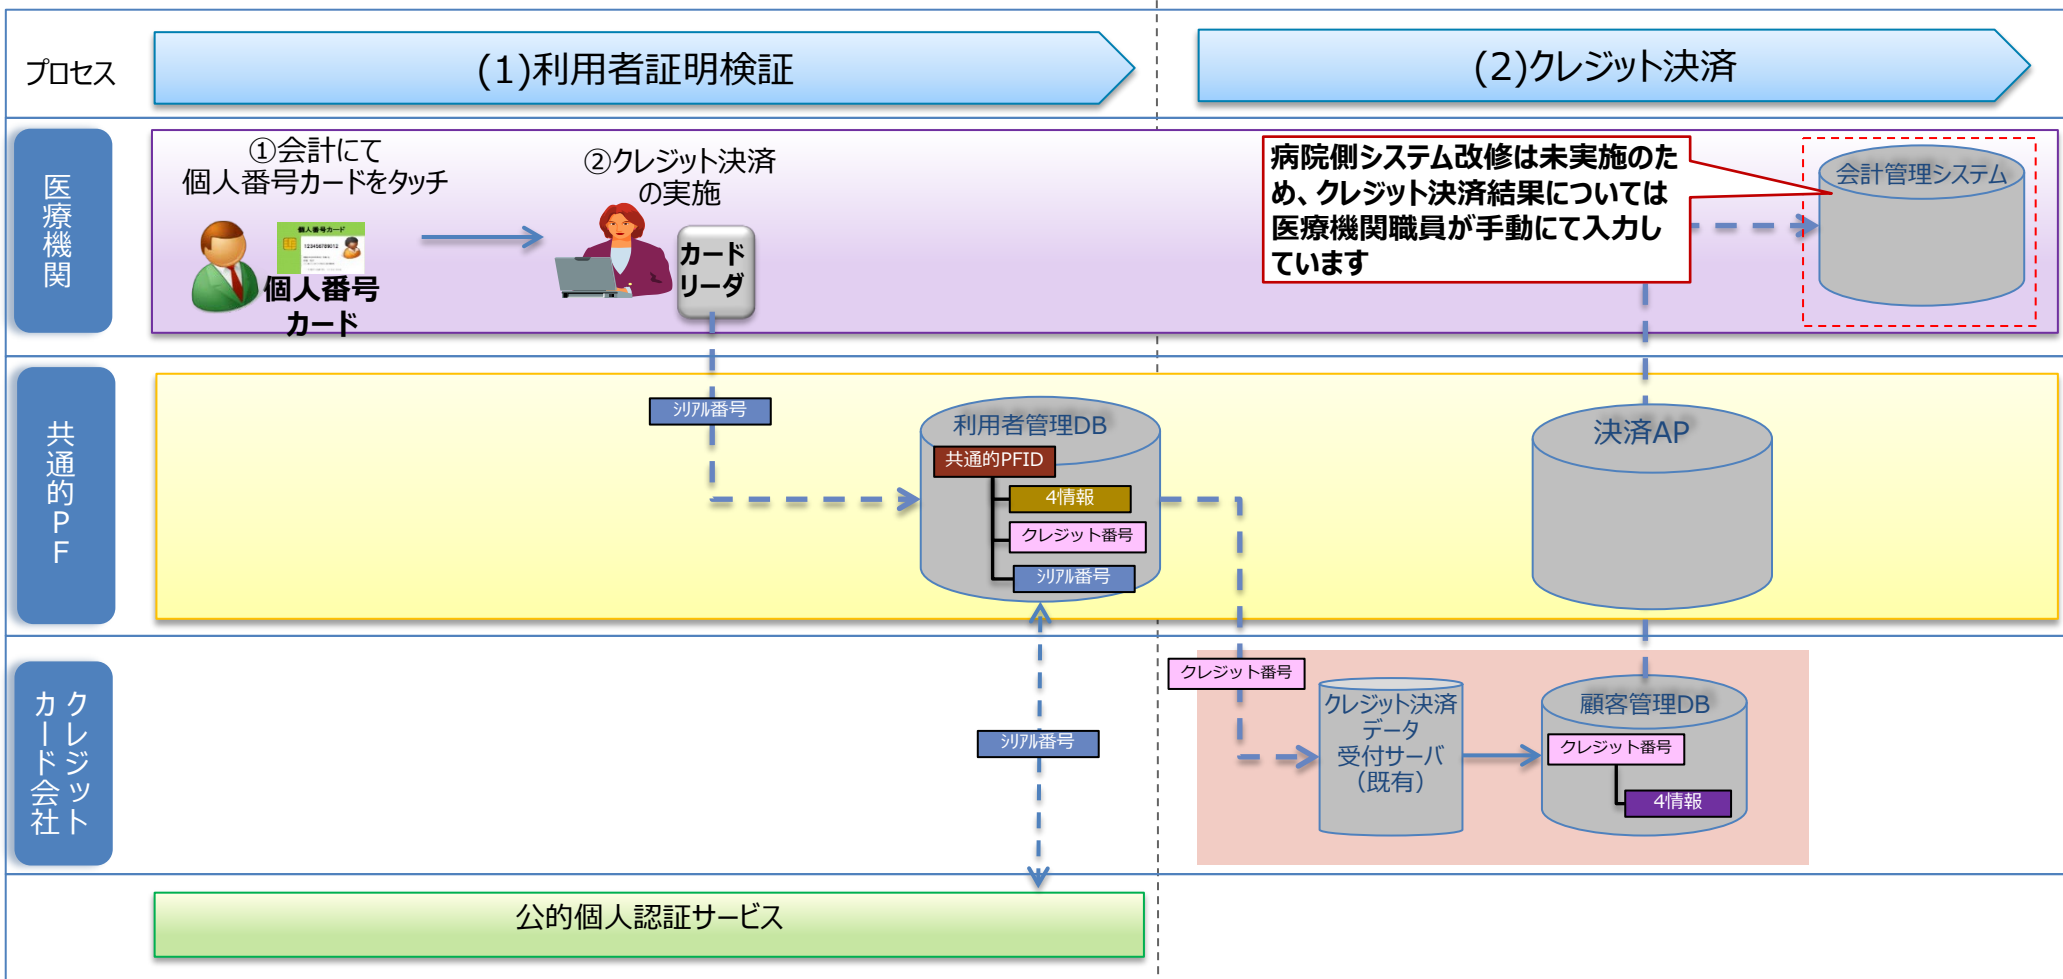 プロセス
(1)利用者証明検証
(2)クレジット決済
医療機関
①会計にて
個人番号カードをタッチ
個人番号カード
123456789012
個人番号
カード
②クレジット決済
の実施
カード
リーダ
病院側システム改修は未実施のた
め、クレジット決済結果については
医療機関職員が手動にて入力し
ています
会計管理システム
共通的PF
シリアル番号
利用者管理DB
共通的PFID
4情報
クレジット番号
シリアル番号
決済AP
クレジット
カード会社
シリアル番号
クレジット番号
クレジット決済
データ
受付サーバ
（既有）
顧客管理DB
クレジット番号
4情報
公的個人認証サービス